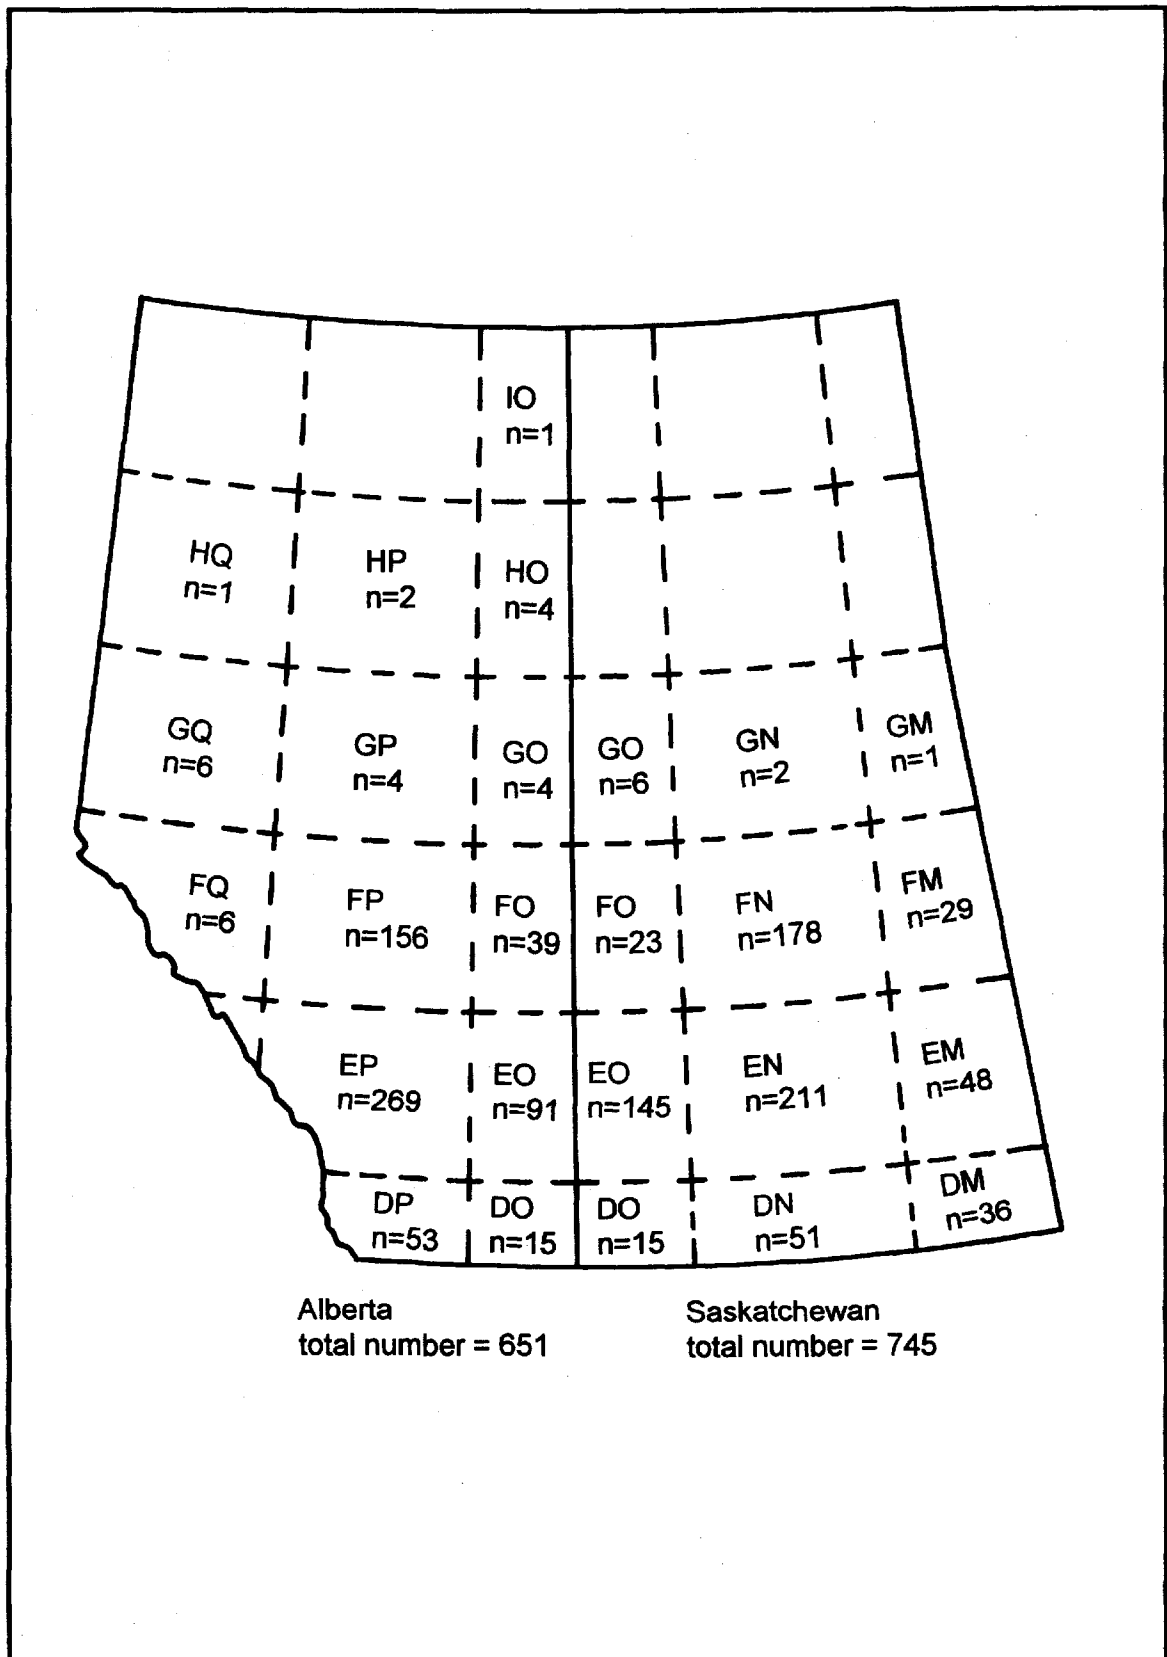 IO
n=1
HQ
n=1
HP
n=2
HO
n=4
GQ
n=6
GP
n=4
GO
n=4
GO
n=6
GN
n=2
GM
n=1
FQ
n=6
FP
n=156
FO
n=39
FO
n=23
FN
n=178
FM
n=29
EP
n=269
EO
n=91
EO
n=145
EN
n=211
EM
n=48
DP
n=53
DO
n=15
DO
n=15
DN
n=51
DM
n=36
Alberta
total number = 651
Saskatchewan
total number = 745